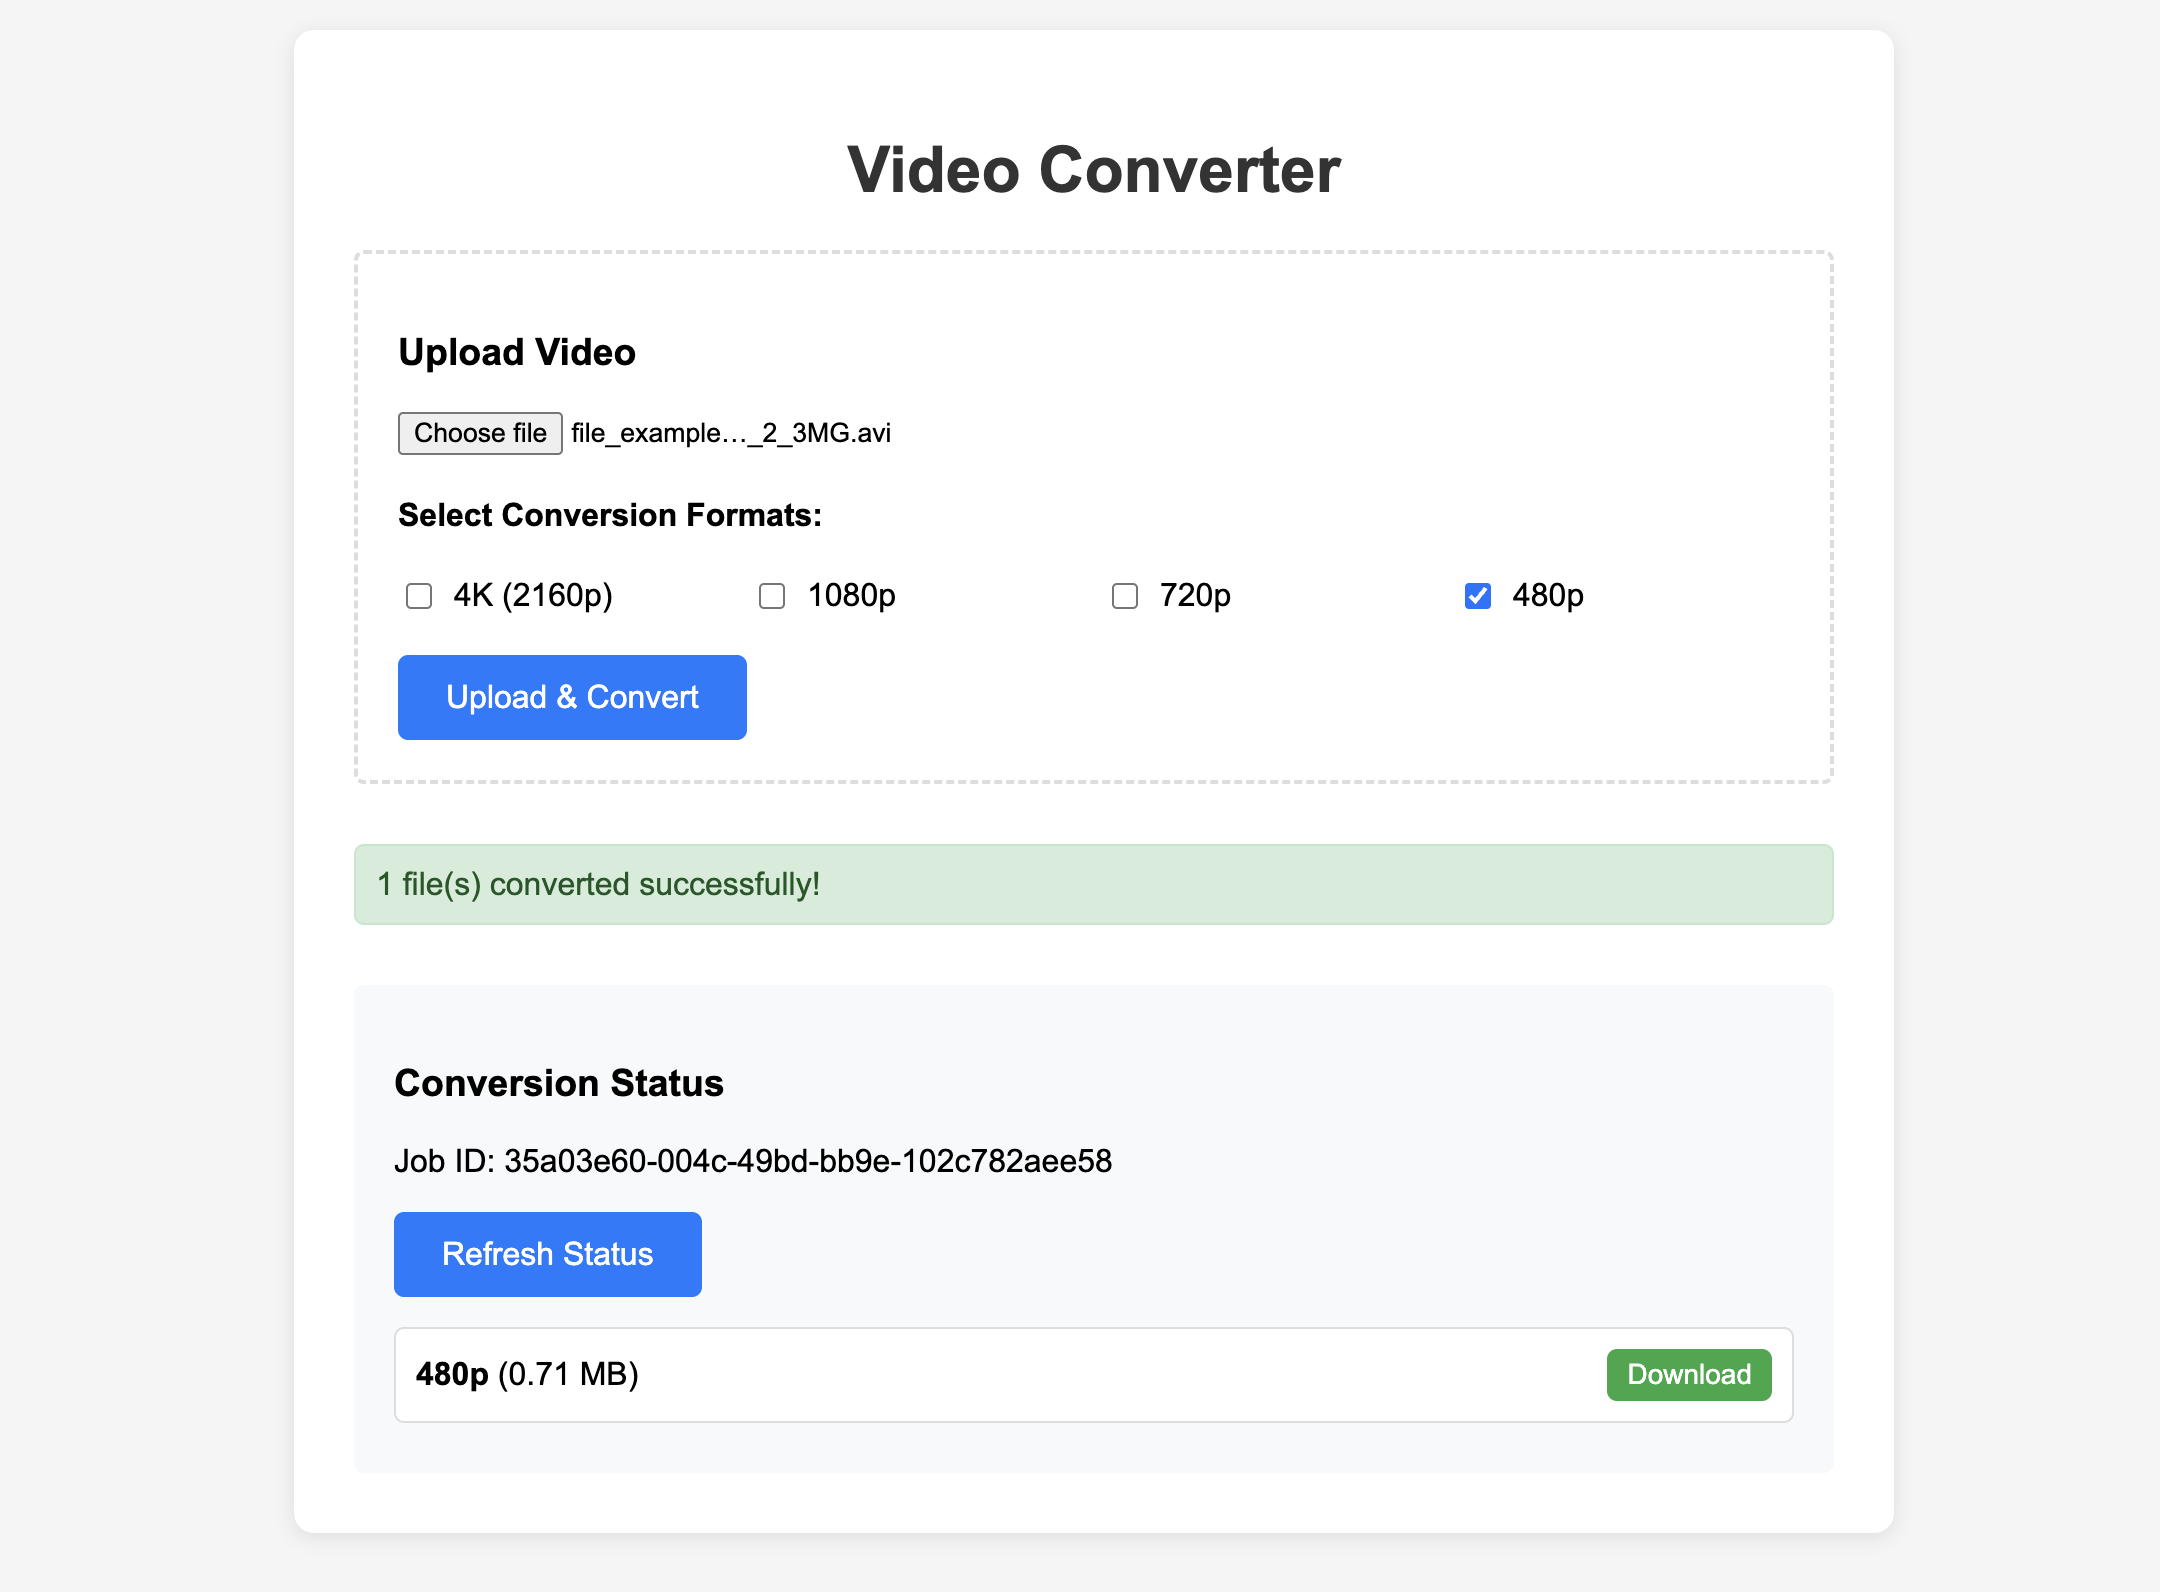 Video Converter
Upload Video
Choose file file_example…_2_3MG.avi
Select Conversion Formats:
4K (2160p) 1080p 720p 480p
Upload & Convert
1 file(s) converted successfully!
Conversion Status
Job ID: 35a03e60-004c-49bd-bb9e-102c782aee58
Refresh Status
480p (0.71 MB) Download